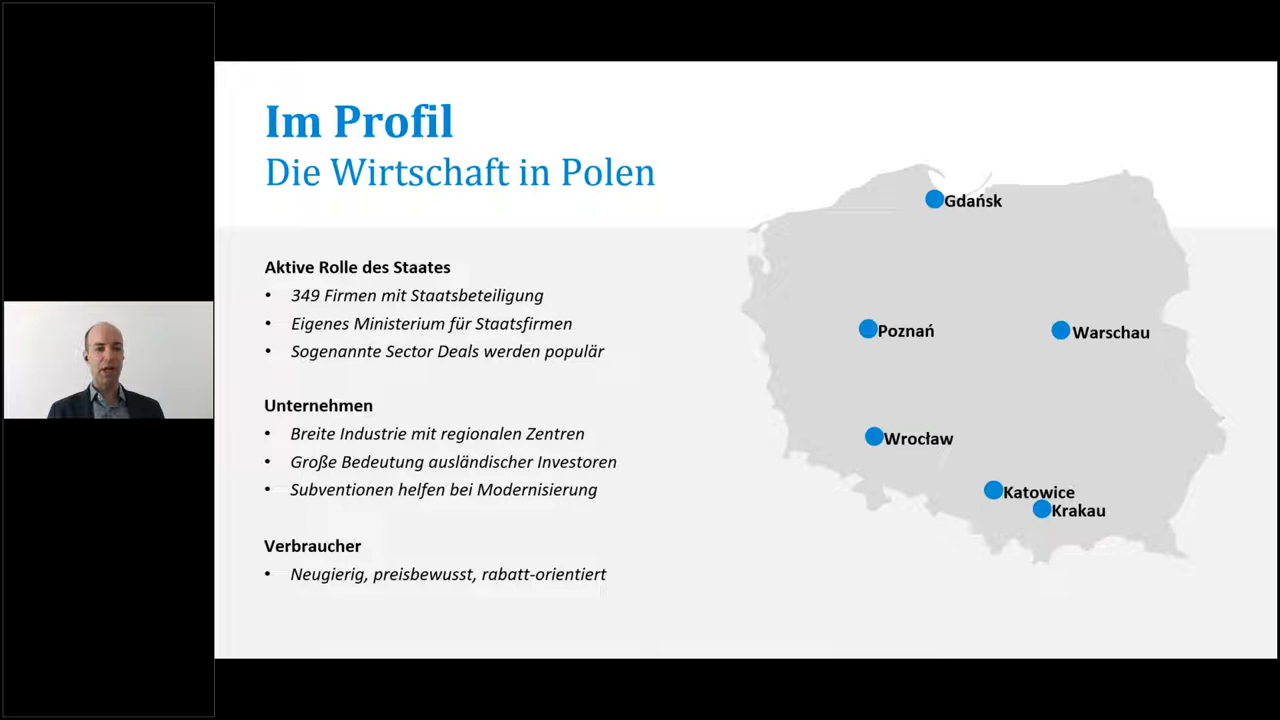 Im Profil
Die Wirtschaft in Polen
Aktive Rolle des Staates
• 349 Firmen mit Staatsbeteiligung
• Eigenes Ministerium für Staatsfirmen
• Sogenannte Sector Deals werden populär
Unternehmen
• Breite Industrie mit regionalen Zentren
• Große Bedeutung ausländischer Investoren
• Subventionen helfen bei Modernisierung
Verbraucher
• Neugierig, preisbewusst, rabatt-orientiert
Gdańsk
Poznań
Warschau
Wrocław
Katowice
Krakau